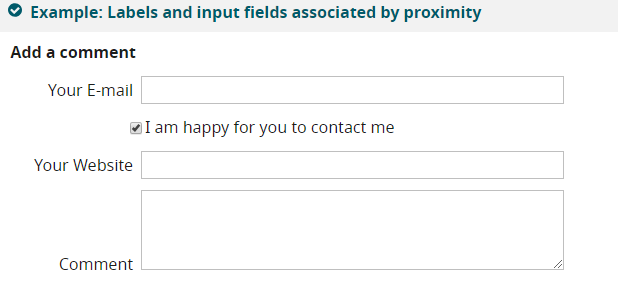 Example: Labels and input fields associated by proximity
Add a comment
Your E-mail
I am happy for you to contact me
Your Website
Comment